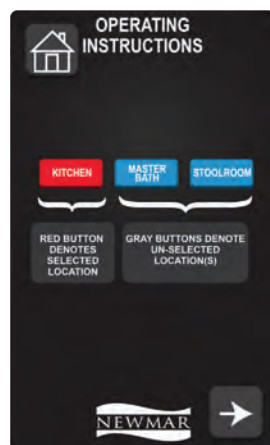 OPERATING
INSTRUCTIONS
KITCHEN
MASTER
BATH
STOOLROOM
RED BUTTON
DENOTES
SELECTED
LOCATION
GRAY BUTTONS DENOTE
UN-SELECTED
LOCATION(S)
NEWMAR